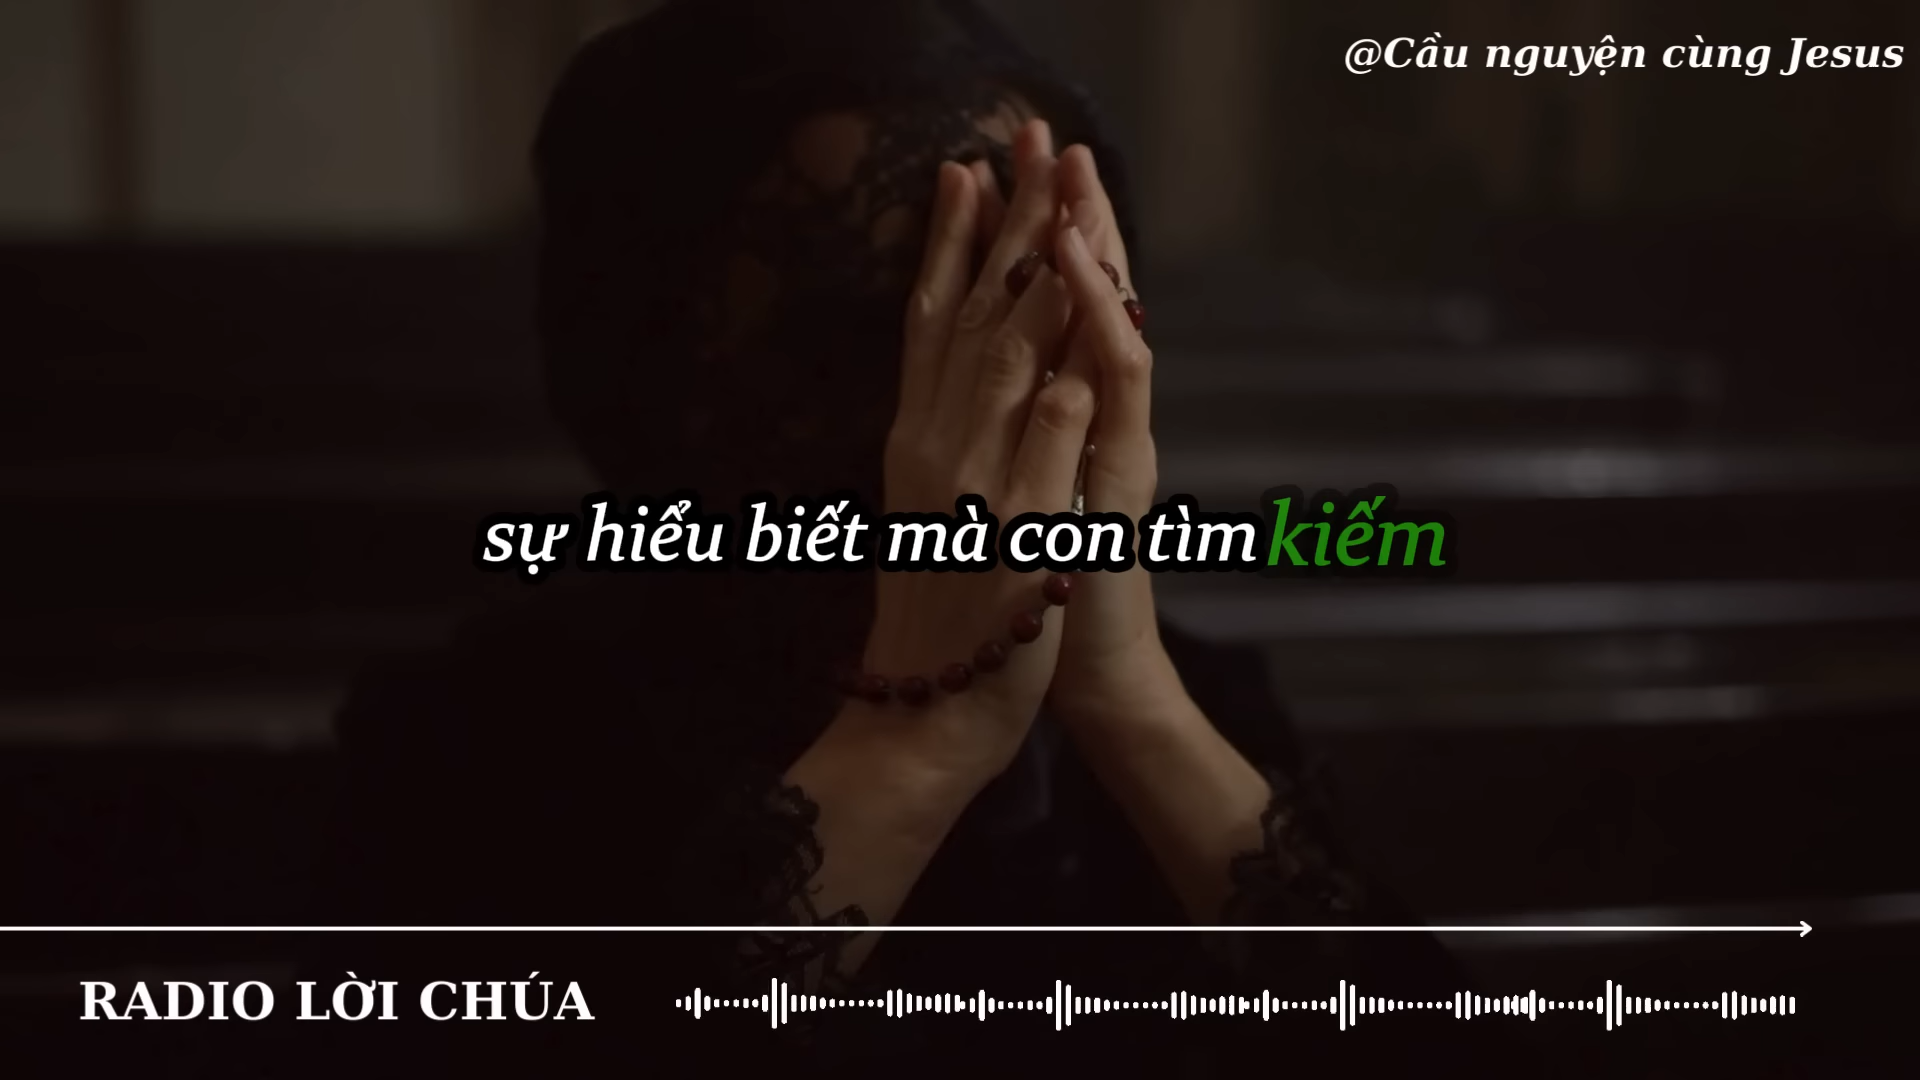 @Cầu nguyện cùng Jesus
sự hiểu biết mà con tìm kiếm
RADIO LỜI CHÚA